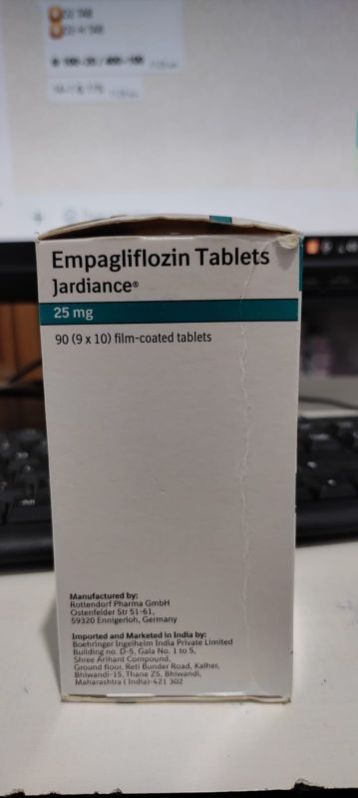 Empagliflozin Tablets
Jardiance®
25 mg
90 (9 x 10) film-coated tablets
Manufactured by:
Rottendorf Pharma GmbH
Ostenfelder Str 51-61,
59320 Ennigerloh, Germany
Imported and Marketed in India by:
Boehringer Ingelheim India Private Limited
Building no. D-5, Gala No. 1 to 5,
Shree Arihant Compound,
Ground floor, Reti Bunder Road, Kalher,
Bhiwandi-15, Thane Z5, Bhiwandi,
Maharashtra ( India)-421 302